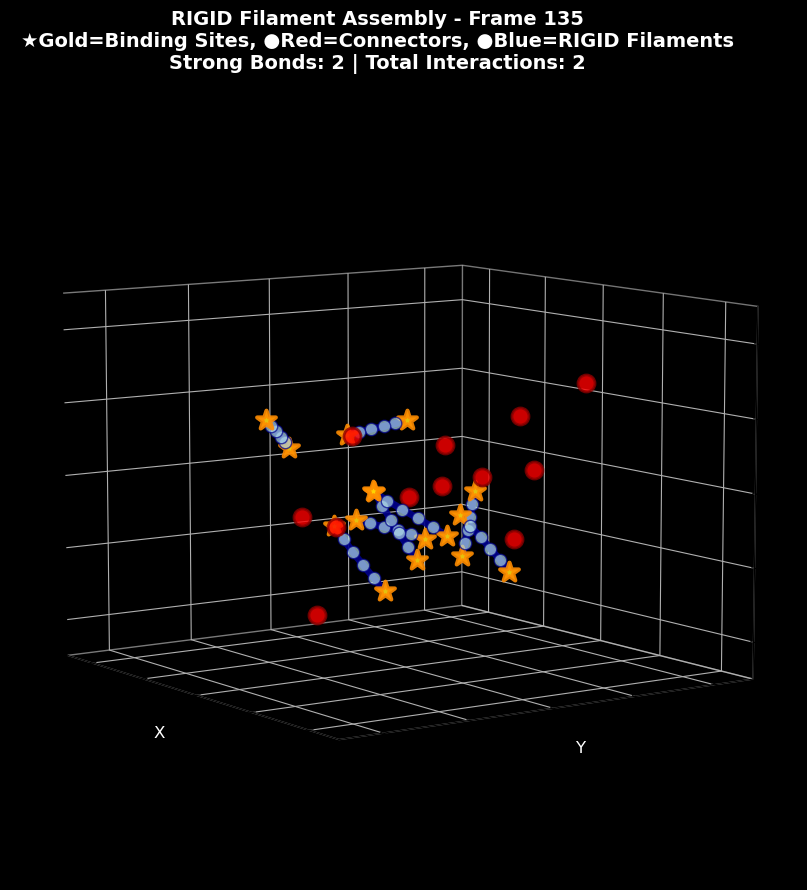 RIGID Filament Assembly - Frame 135
★Gold=Binding Sites, ●Red=Connectors, ●Blue=RIGID Filaments
Strong Bonds: 2 | Total Interactions: 2
X
Y